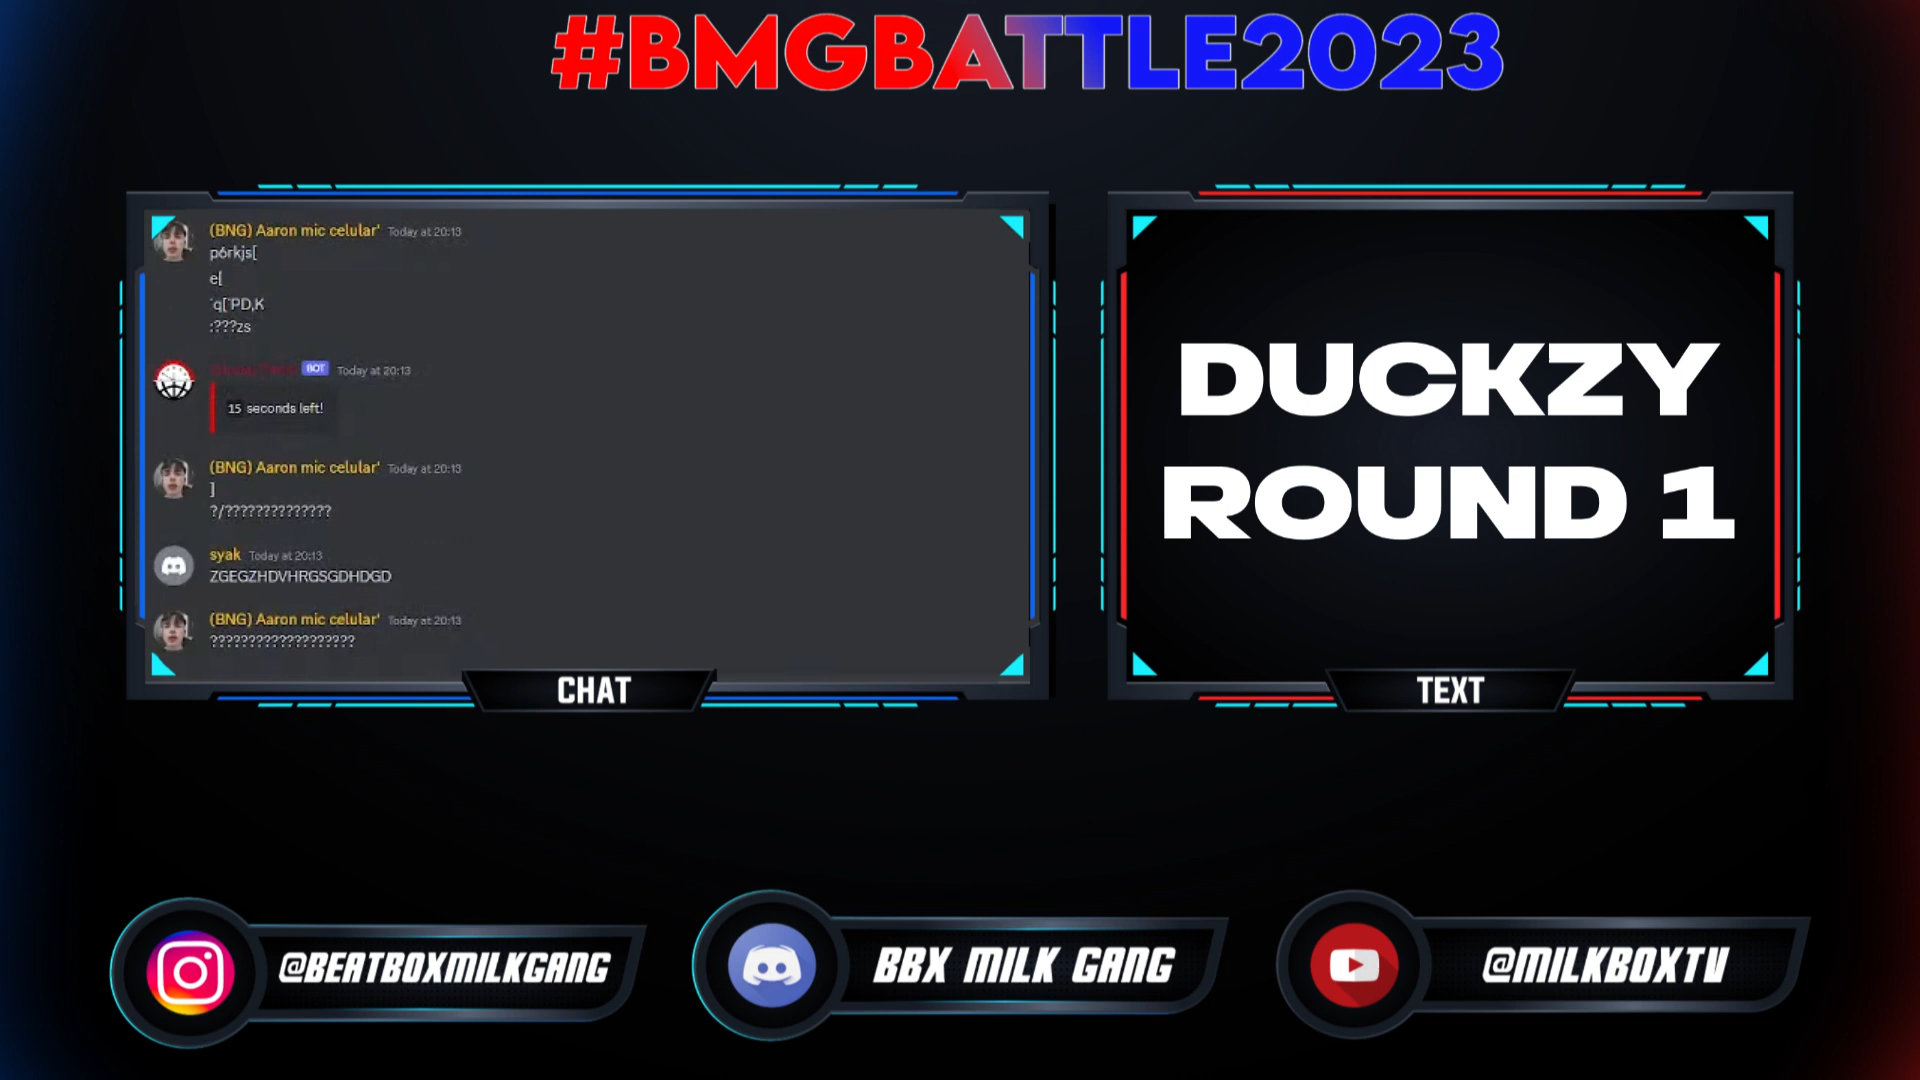 #BMGBATTLE2023
(BNG) Aaron mic celular' Today at 20:13
p6rkjs[
e[
´q[¨PD,K
:???zs
BOT Today at 20:13
15 seconds left!
(BNG) Aaron mic celular' Today at 20:13
]
?/??????????????
syak Today at 20:13
ZGEGZHDVHRGSGDHDGD
(BNG) Aaron mic celular' Today at 20:13
???????????????????
CHAT
DUCKZY
ROUND 1
TEXT
@BEATBOXMILKGANG
BBX MILK GANG
@MILKBOXTV